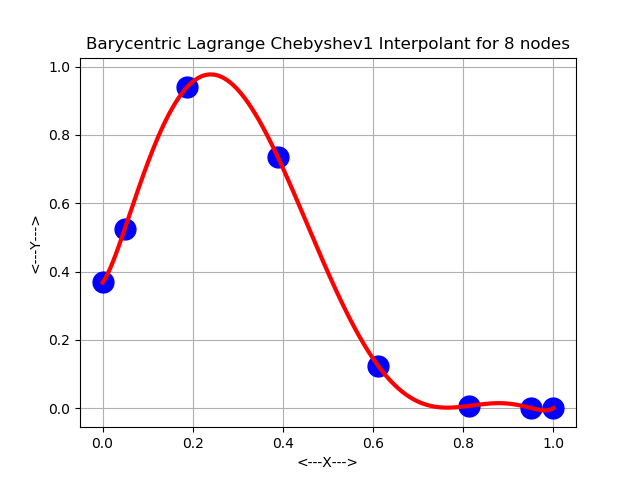 Barycentric Lagrange Chebyshev1 Interpolant for 8 nodes
1.0
0.8
0.6
0.4
0.2
0.0
<---Y--->
0.0 0.2 0.4 0.6 0.8 1.0
<---X--->